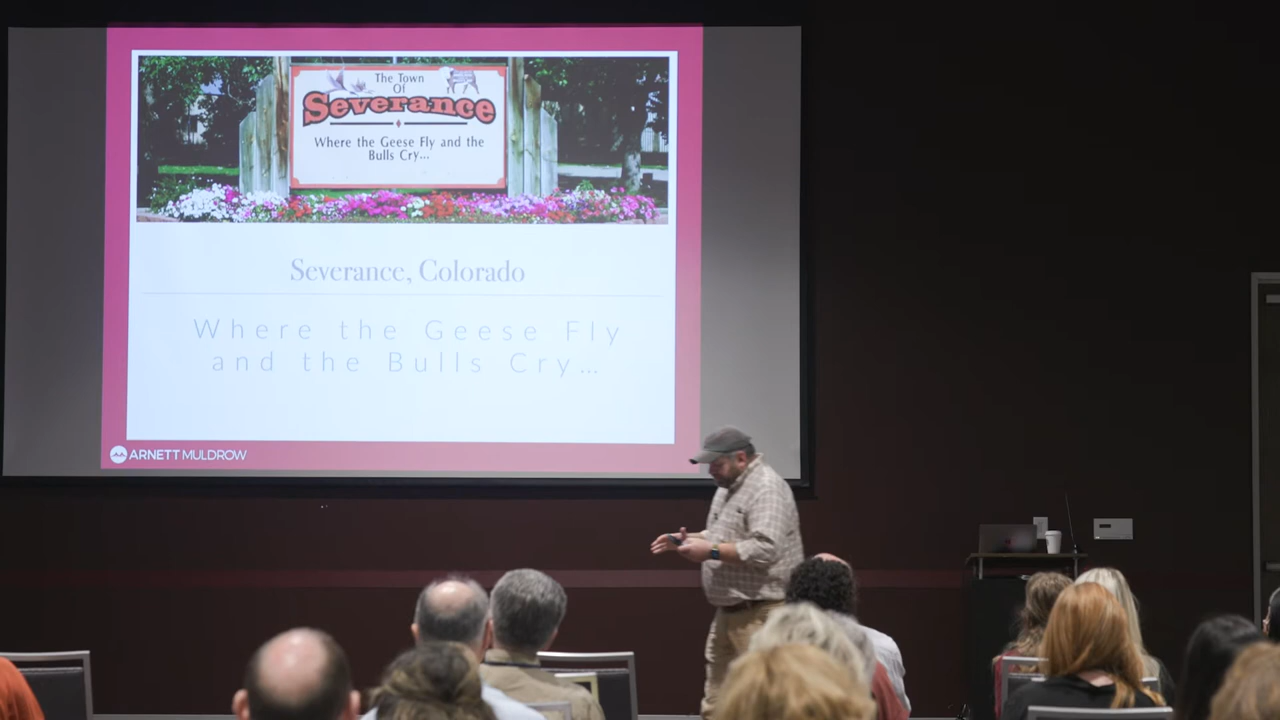 The Town
Of
Severance
Where the Geese Fly and the
Bulls Cry...
Severance, Colorado
Where the Geese Fly
and the Bulls Cry...
ARNETT MULDROW